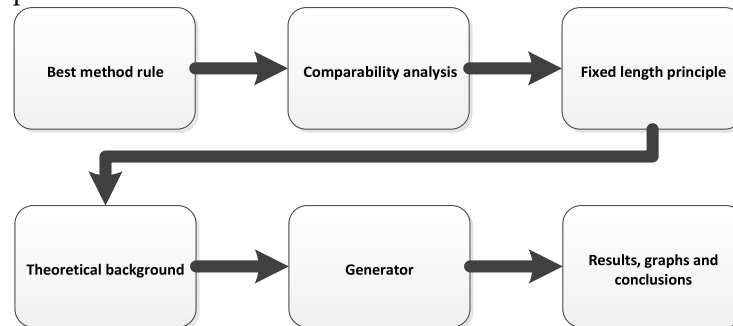 Best method rule
Comparability analysis
Fixed length principle
Theoretical background
Generator
Results, graphs and
conclusions